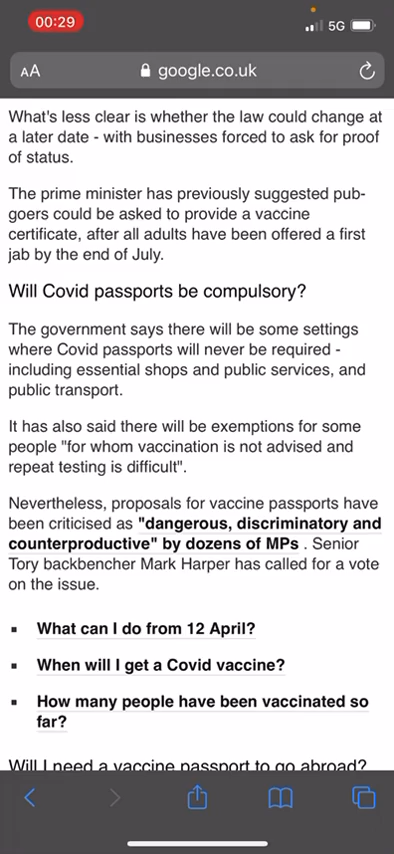 00:29
5G
AA
google.co.uk
What's less clear is whether the law could change at
a later date - with businesses forced to ask for proof
of status.
The prime minister has previously suggested pub-
goers could be asked to provide a vaccine
certificate, after all adults have been offered a first
jab by the end of July.
Will Covid passports be compulsory?
The government says there will be some settings
where Covid passports will never be required -
including essential shops and public services, and
public transport.
It has also said there will be exemptions for some
people "for whom vaccination is not advised and
repeat testing is difficult".
Nevertheless, proposals for vaccine passports have
been criticised as "dangerous, discriminatory and
counterproductive" by dozens of MPs . Senior
Tory backbencher Mark Harper has called for a vote
on the issue.
▪ What can I do from 12 April?
▪ When will I get a Covid vaccine?
▪ How many people have been vaccinated so
far?
Will I need a vaccine passport to go abroad?